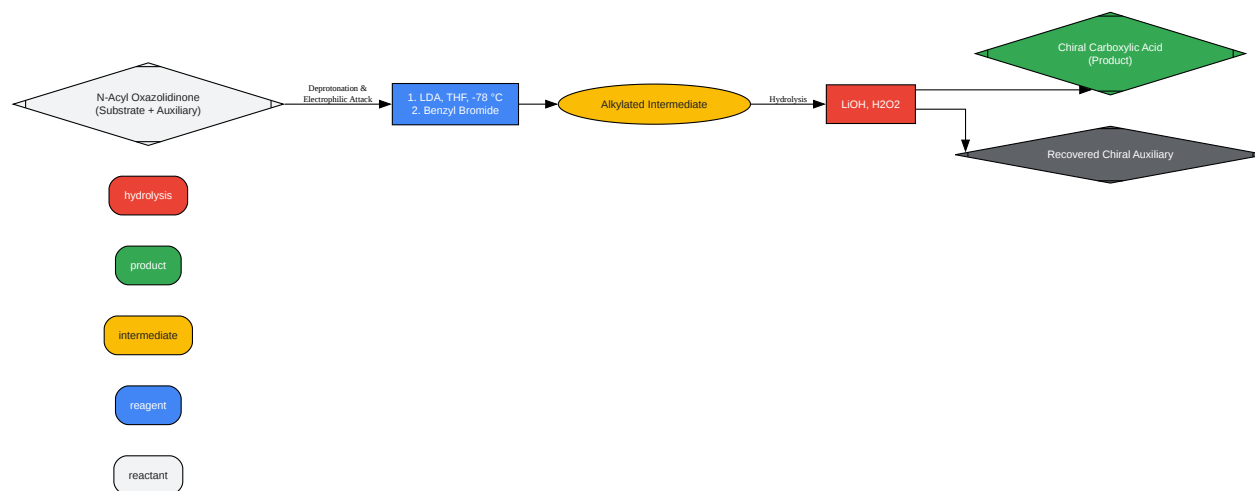 N-Acyl Oxazolidinone
(Substrate + Auxiliary)
Deprotonation &
Electrophilic Attack
1. LDA, THF, -78 °C
2. Benzyl Bromide
Alkylated Intermediate
Hydrolysis
LiOH, H2O2
Chiral Carboxylic Acid
(Product)
Recovered Chiral Auxiliary
hydrolysis
product
intermediate
reagent
reactant